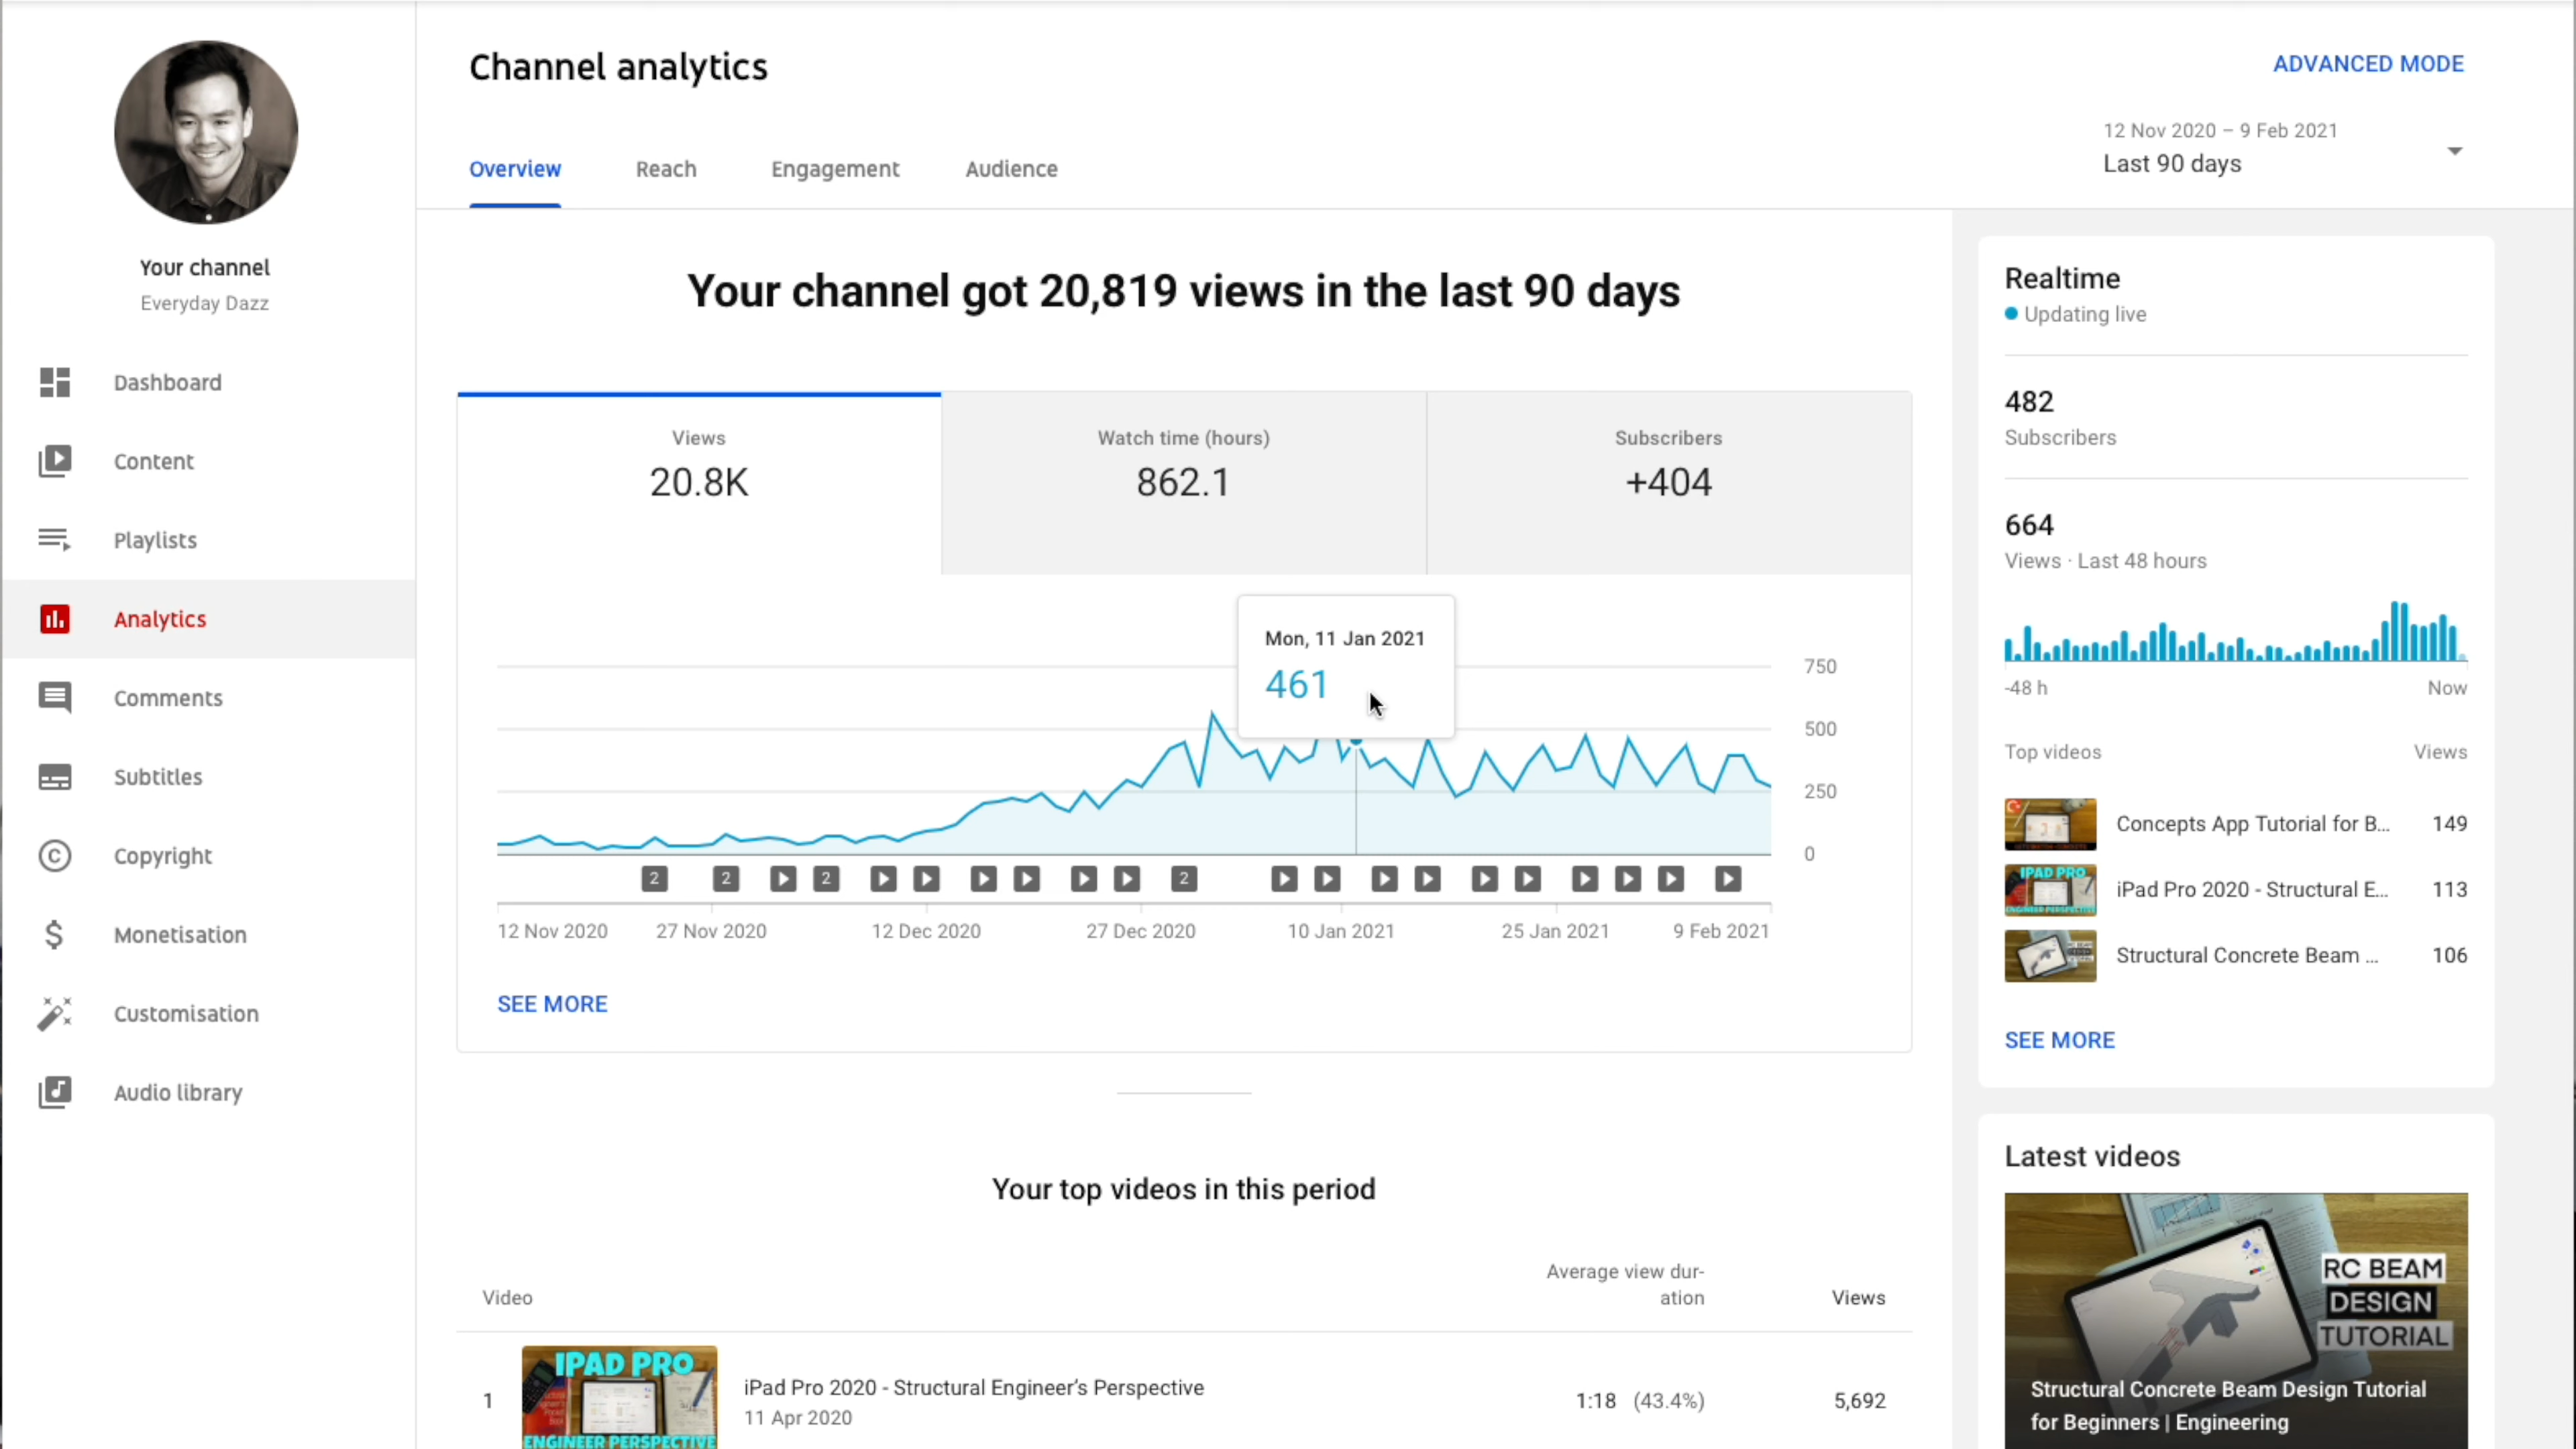 Channel analytics
ADVANCED MODE
12 Nov 2020 – 9 Feb 2021
Last 90 days
Overview
Reach
Engagement
Audience
Your channel
Everyday Dazz
Dashboard
Content
Playlists
Analytics
Comments
Subtitles
Copyright
Monetisation
Customisation
Audio library
Your channel got 20,819 views in the last 90 days
Views
20.8K
Watch time (hours)
862.1
Subscribers
+404
Mon, 11 Jan 2021
461
750
500
250
0
2
2
2
2
12 Nov 2020
27 Nov 2020
12 Dec 2020
27 Dec 2020
10 Jan 2021
25 Jan 2021
9 Feb 2021
SEE MORE
Your top videos in this period
Video
Average view dur-
ation
Views
1
IPAD PRO
ENGINEER PERSPECTIVE
iPad Pro 2020 - Structural Engineer's Perspective
11 Apr 2020
1:18 (43.4%)
5,692
Realtime
Updating live
482
Subscribers
664
Views · Last 48 hours
-48 h
Now
Top videos
Views
Concepts App Tutorial for B...
149
IPAD PRO
ENGINEER PERSPECTIVE
iPad Pro 2020 - Structural E...
113
Structural Concrete Beam ...
106
SEE MORE
Latest videos
RC BEAM
DESIGN
TUTORIAL
Structural Concrete Beam Design Tutorial
for Beginners | Engineering